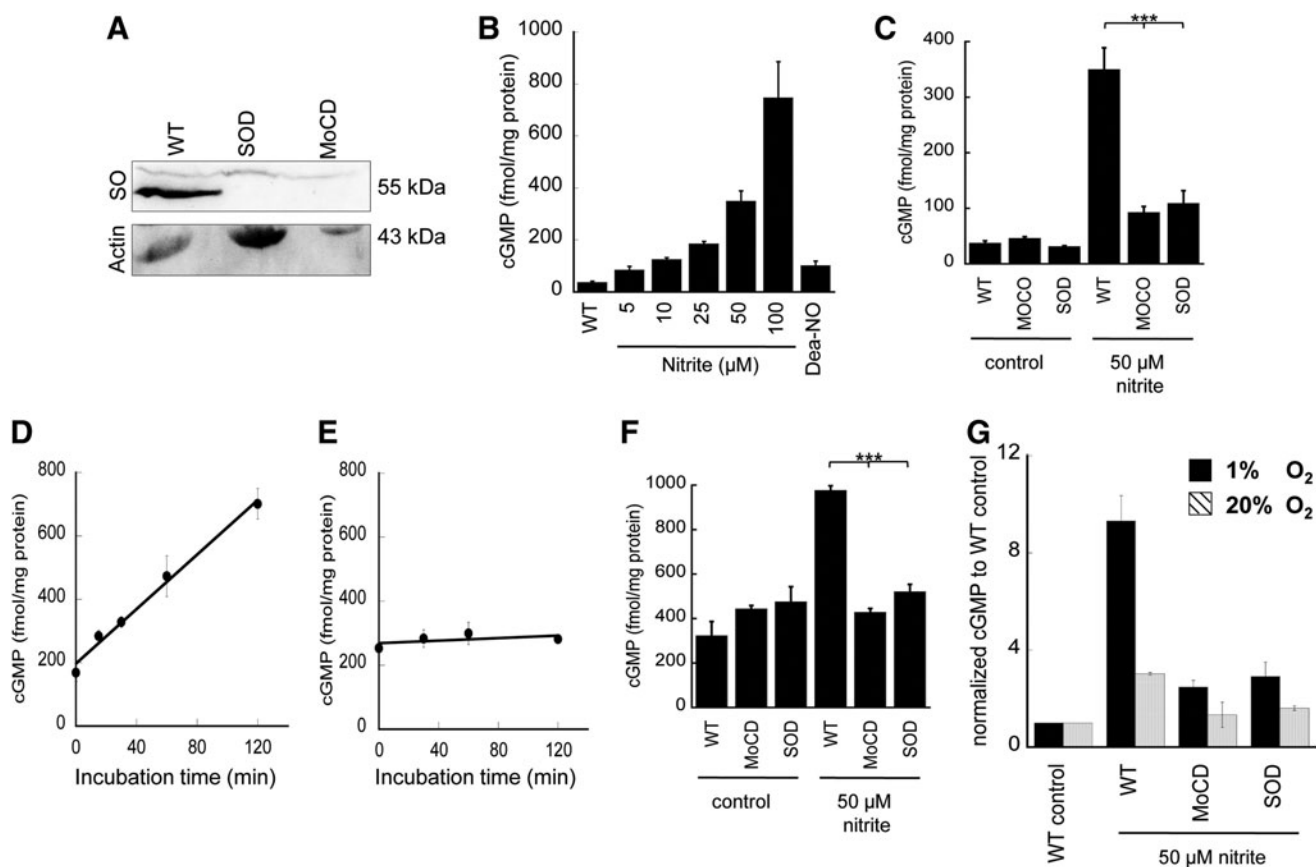 A
WT
SOD
MoCD
SO
55 kDa
Actin
43 kDa
B
cGMP (fmol/mg protein)
1000
800
600
400
200
0
WT
5
10
25
50
100
Dea-NO
Nitrite (µM)
C
cGMP (fmol/mg protein)
400
300
200
100
0
***
WT
MOCO
SOD
WT
MOCO
SOD
control
50 µM
nitrite
D
cGMP (fmol/mg protein)
800
600
400
200
0
0 40 80 120
Incubation time (min)
E
cGMP (fmol/mg protein)
800
600
400
200
0
0 40 80 120
Incubation time (min)
F
cGMP (fmol/mg protein)
1000
800
600
400
200
0
***
WT
MoCD
SOD
WT
MoCD
SOD
control
50 µM
nitrite
G
normalized cGMP to WT control
12
8
4
0
1% O₂
20% O₂
WT control
WT
MoCD
SOD
50 µM nitrite